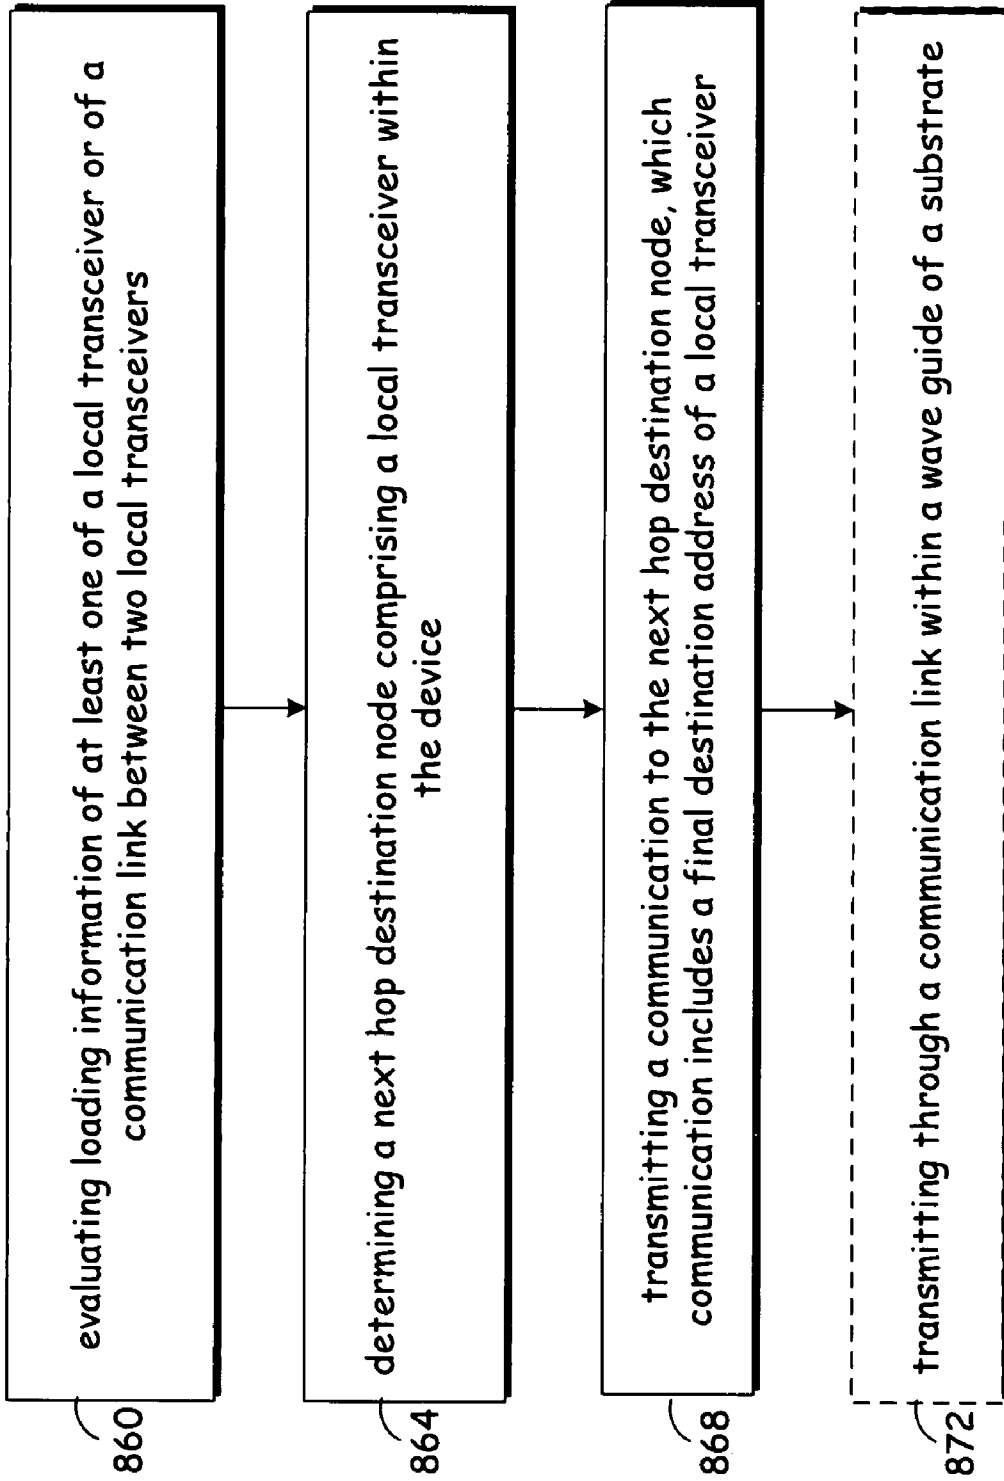 evaluating loading information of at least one of a local transceiver or of a
communication link between two local transceivers
860
determining a next hop destination node comprising a local transceiver within
the device
864
transmitting a communication to the next hop destination node, which
communication includes a final destination address of a local transceiver
868
transmitting through a communication link within a wave guide of a substrate
872